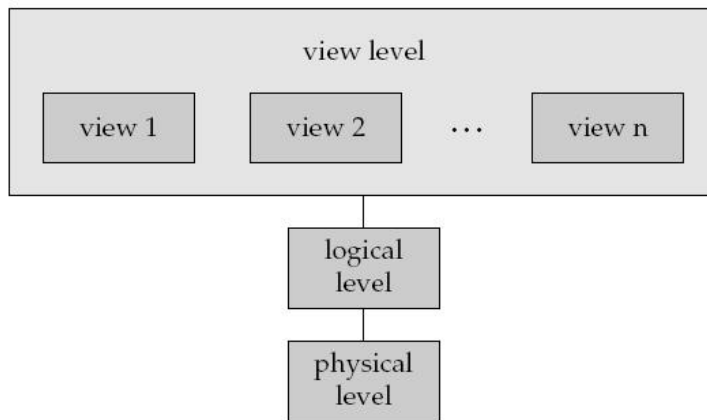 view level
view 1
view 2
...
view n
logical
level
physical
level